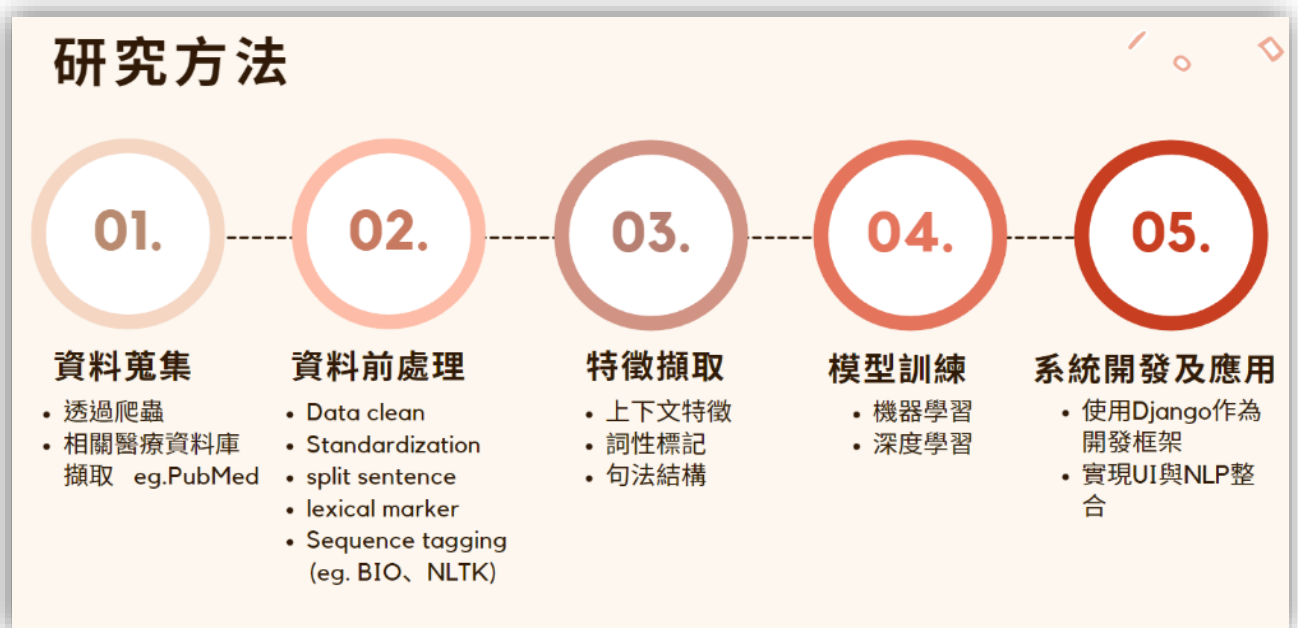 研究方法
01.
02.
03.
04.
05.
資料蒐集
• 透過爬蟲
• 相關醫療資料庫
擷取 eg.PubMed
資料前處理
• Data clean
• Standardization
• split sentence
• lexical marker
• Sequence tagging
(eg. BIO、NLTK)
特徵擷取
• 上下文特徵
• 詞性標記
• 句法結構
模型訓練
• 機器學習
• 深度學習
系統開發及應用
• 使用Django作為
開發框架
• 實現UI與NLP整
合